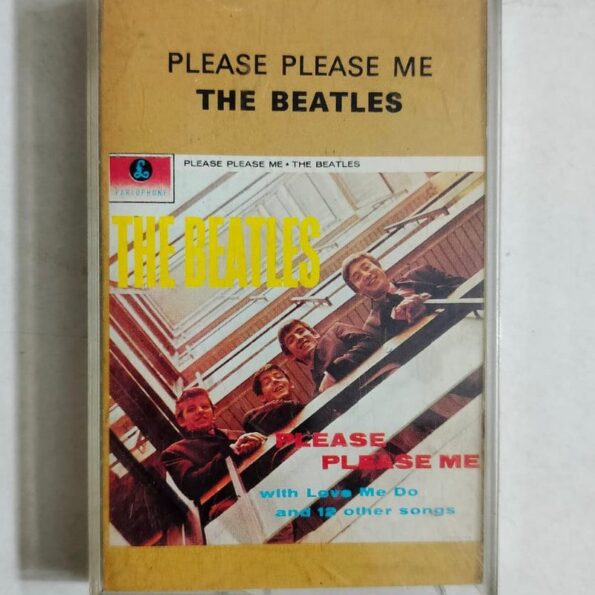 PLEASE PLEASE ME
THE BEATLES
PLEASE PLEASE ME • THE BEATLES
£
PARLOPHONE
THE BEATLES
PLEASE
PLEASE ME
with Love Me Do
and 12 other songs